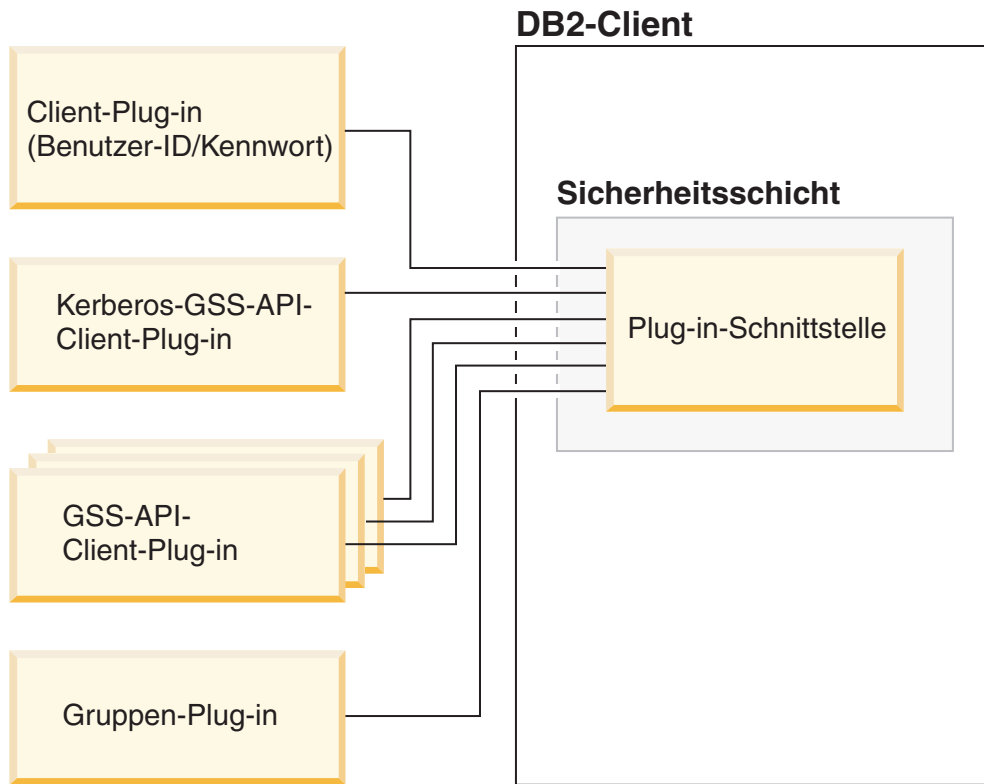 DB2-Client
Client-Plug-in
(Benutzer-ID/Kennwort)
Sicherheitsschicht
Kerberos-GSS-API-
Client-Plug-in
Plug-in-Schnittstelle
GSS-API-
Client-Plug-in
Gruppen-Plug-in